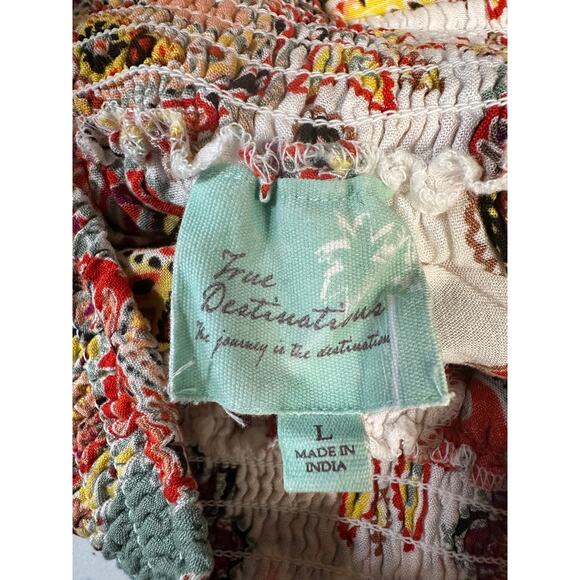 True
Destinations
The journey is the destination
L
MADE IN
INDIA